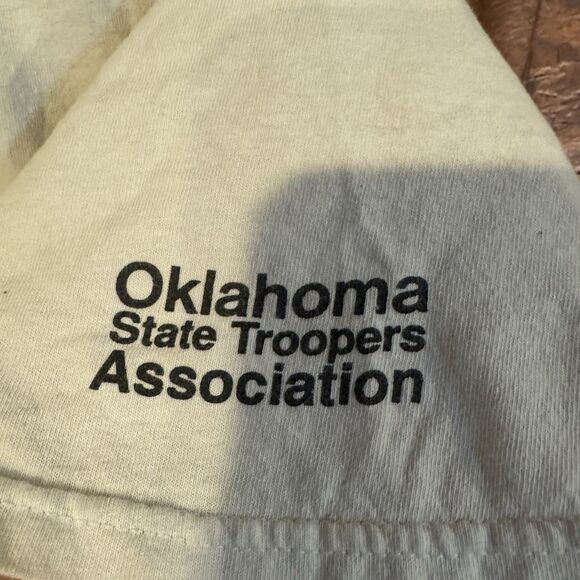 Oklahoma
State Troopers
Association